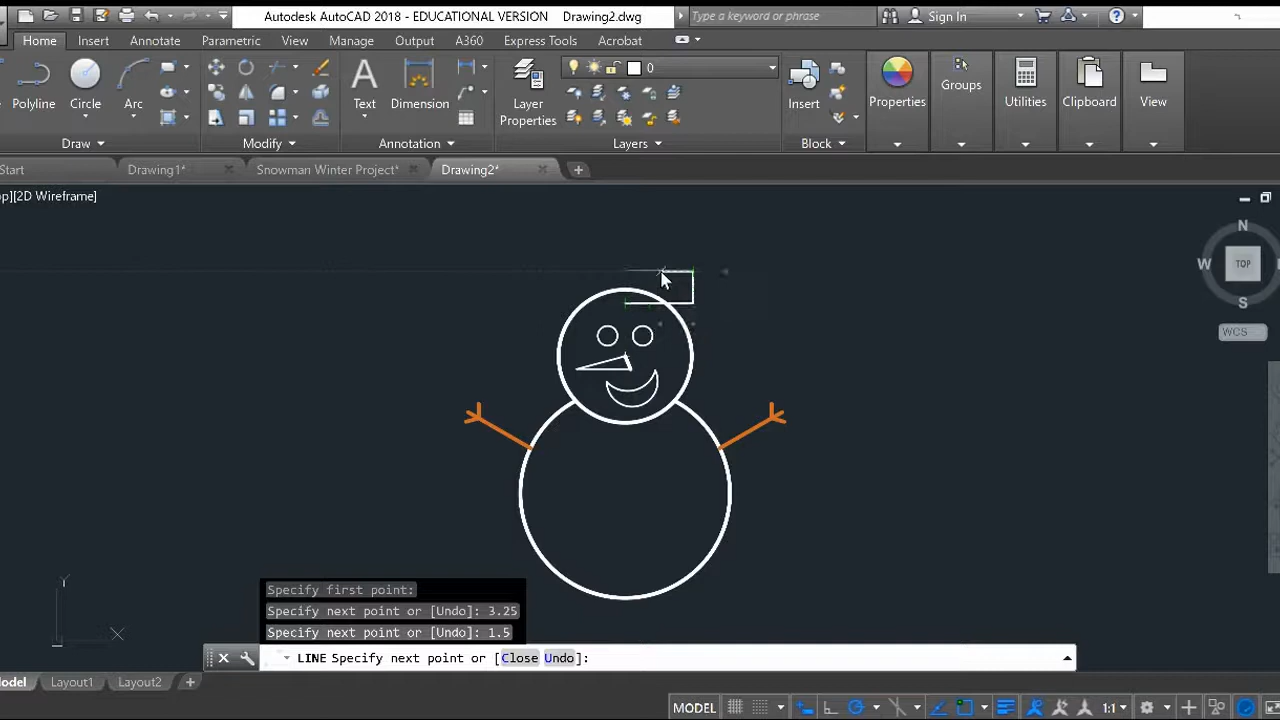 Autodesk AutoCAD 2018 - EDUCATIONAL VERSION Drawing2.dwg
Type a keyword or phrase
Sign In
Home Insert Annotate Parametric View Manage Output A360 Express Tools Acrobat
0
Polyline Circle Arc Text Dimension Layer Properties Insert Properties Groups Utilities Clipboard View
Draw Modify Annotation Layers Block
Start Drawing1* Snowman Winter Project* Drawing2*
op][2D Wireframe]
N
W TOP
S
WCS
Y
X
Specify first point:
Specify next point or [Undo]: 3.25
Specify next point or [Undo]: 1.5
LINE Specify next point or [Close Undo]:
Model Layout1 Layout2
MODEL 1:1